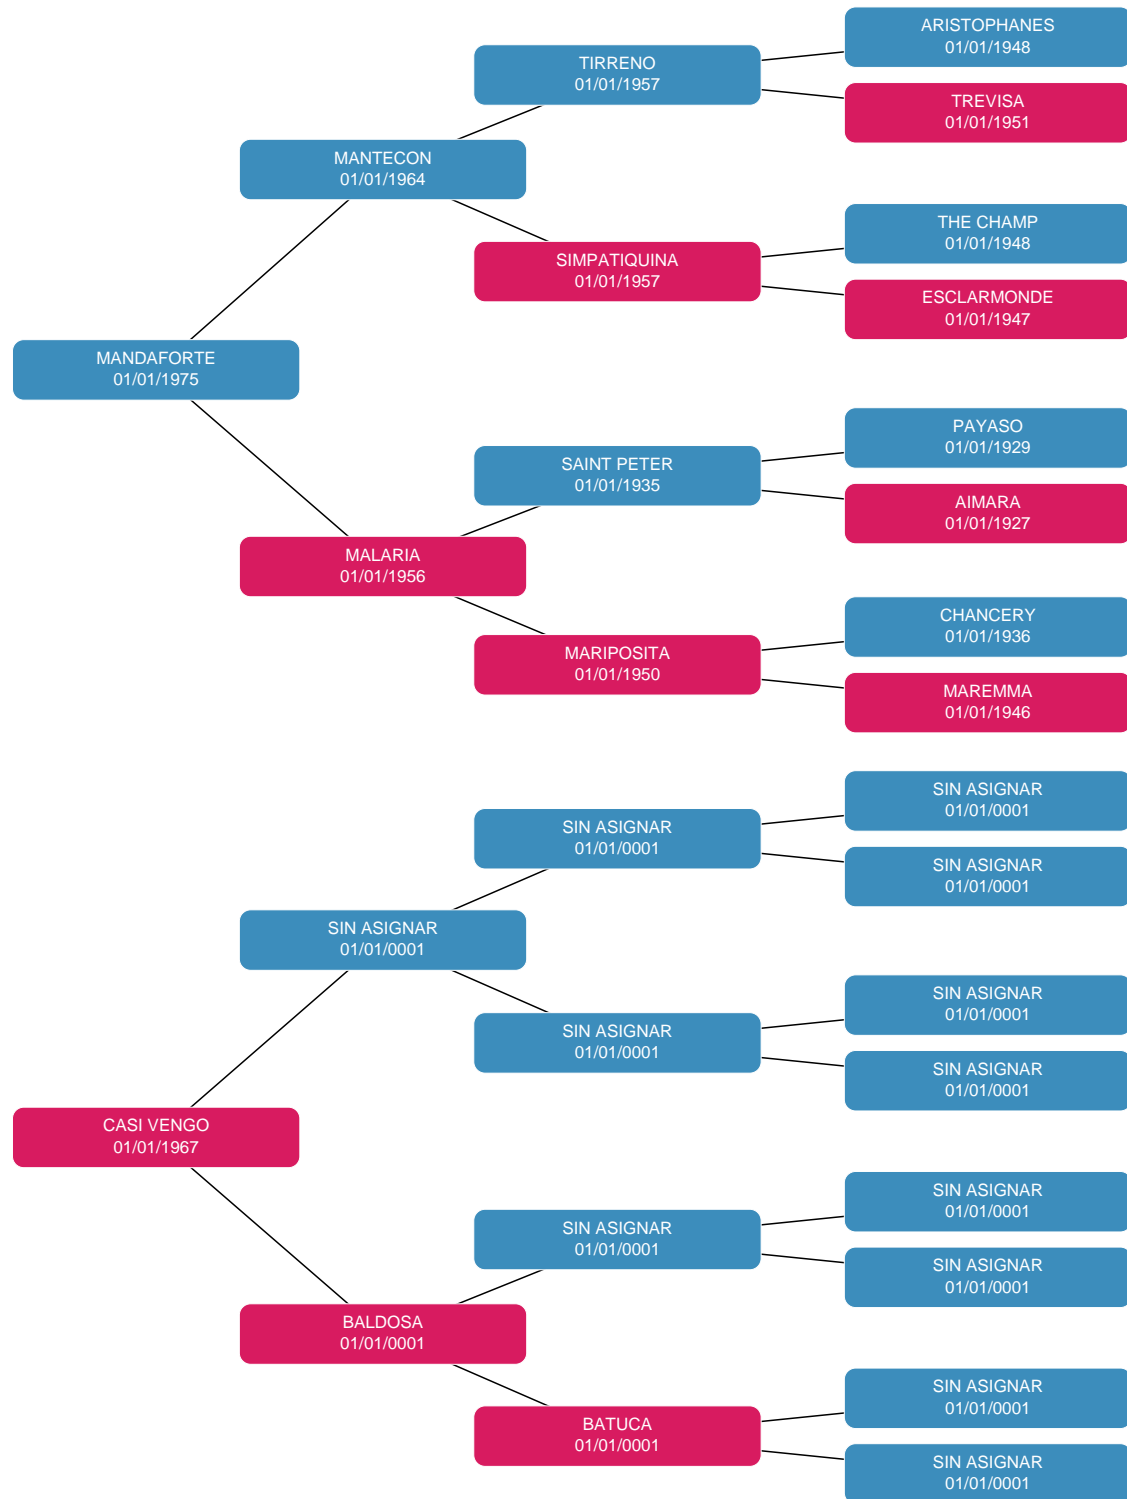 ARISTOPHANES
01/01/1948
TIRRENO
01/01/1957
TREVISA
01/01/1951
MANTECON
01/01/1964
THE CHAMP
01/01/1948
SIMPATIQUINA
01/01/1957
ESCLARMONDE
01/01/1947
MANDAFORTE
01/01/1975
PAYASO
01/01/1929
SAINT PETER
01/01/1935
AIMARA
01/01/1927
MALARIA
01/01/1956
CHANCERY
01/01/1936
MARIPOSITA
01/01/1950
MAREMMA
01/01/1946
SIN ASIGNAR
01/01/0001
SIN ASIGNAR
01/01/0001
SIN ASIGNAR
01/01/0001
SIN ASIGNAR
01/01/0001
SIN ASIGNAR
01/01/0001
SIN ASIGNAR
01/01/0001
SIN ASIGNAR
01/01/0001
CASI VENGO
01/01/1967
SIN ASIGNAR
01/01/0001
SIN ASIGNAR
01/01/0001
SIN ASIGNAR
01/01/0001
BALDOSA
01/01/0001
SIN ASIGNAR
01/01/0001
BATUCA
01/01/0001
SIN ASIGNAR
01/01/0001